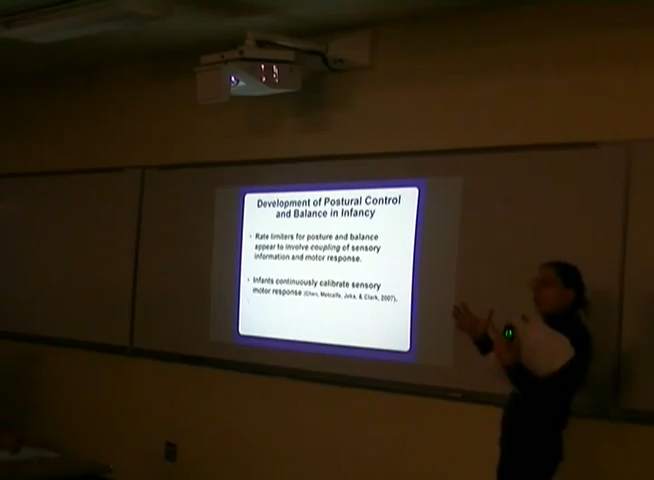 Development of Postural Control
and Balance in Infancy
• Rate limiters for posture and balance
appear to involve coupling of sensory
information and motor response.
• Infants continuously calibrate sensory
motor response (Chen, Metcalfe, Jeka, & Clark, 2007).